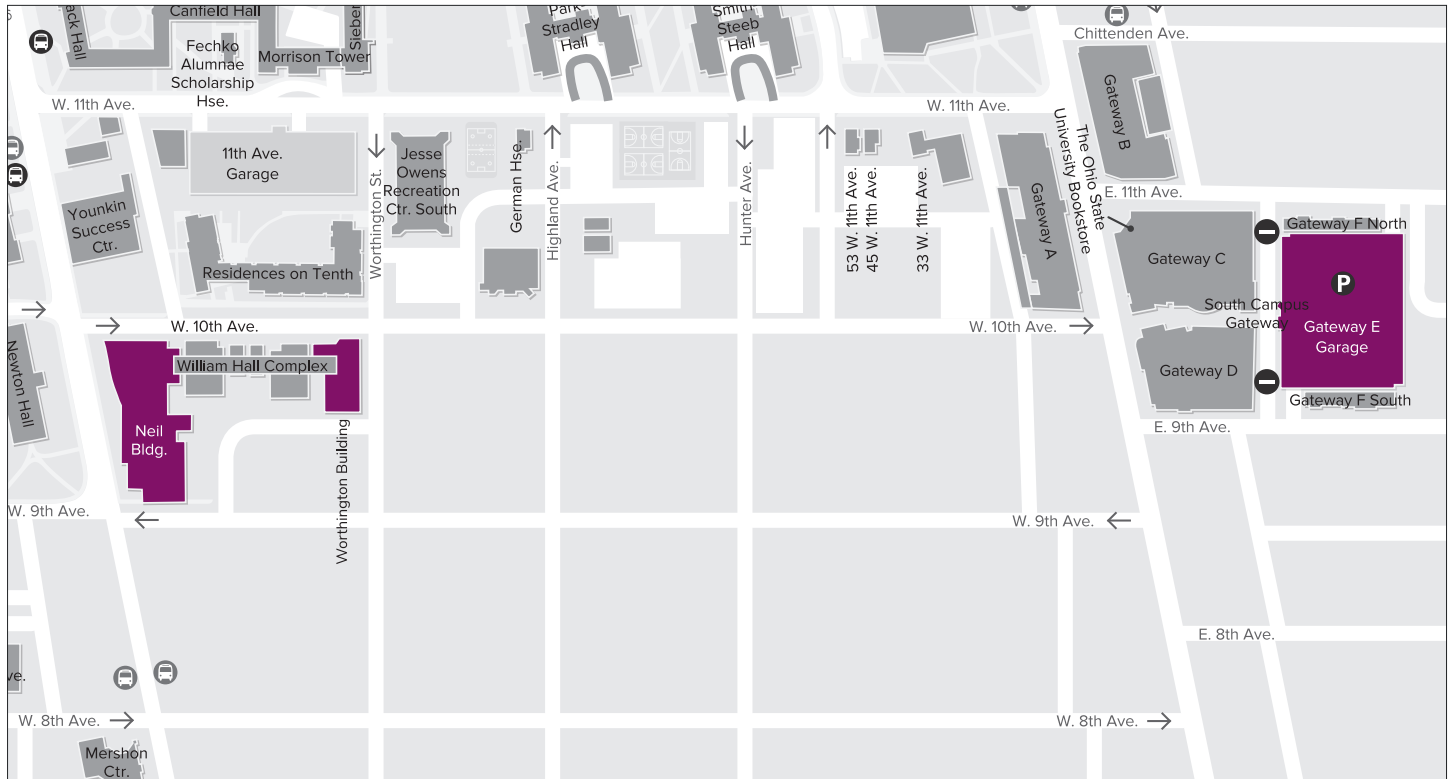 Canfield Hall
Park-
Stradley
Hall
Smith
Steeb
Hall
Chittenden Ave.
Fechko
Alumnae
Scholarship
Hse.
Morrison Tower
W. 11th Ave.
W. 11th Ave.
Gateway B
The Ohio State
University Bookstore
11th Ave.
Garage
Jesse
Owens
Recreation
Ctr. South
German Hse.
Worthington St.
Highland Ave.
Hunter Ave.
53 W. 11th Ave.
45 W. 11th Ave.
33 W. 11th Ave.
Gateway A
E. 11th Ave.
Younkin
Success
Ctr.
Gateway F North
Gateway C
Residences on Tenth
P
South Campus
Gateway
Gateway E
Garage
W. 10th Ave.
W. 10th Ave.
Newton Hall
William Hall Complex
Gateway D
Gateway F South
Neil
Bldg.
E. 9th Ave.
Worthington Building
W. 9th Ave.
W. 9th Ave.
E. 8th Ave.
ve.
W. 8th Ave.
W. 8th Ave.
Mershon
Ctr.